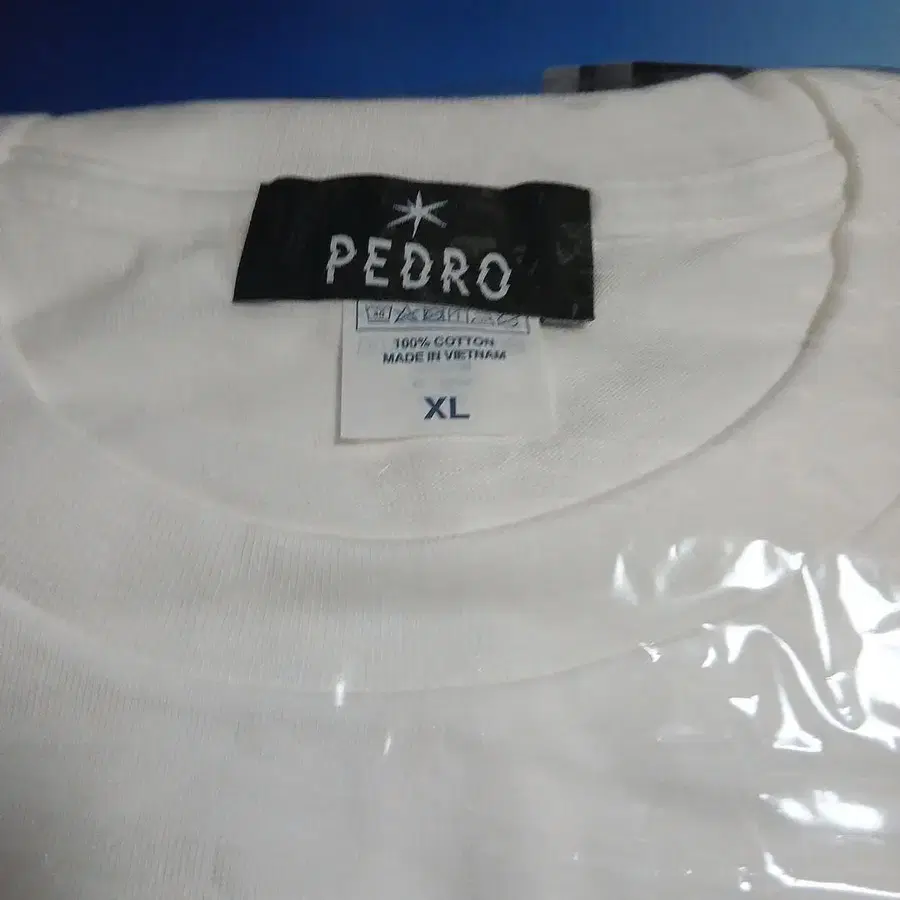 PEDRO
100% COTTON
MADE IN VIETNAM
XL